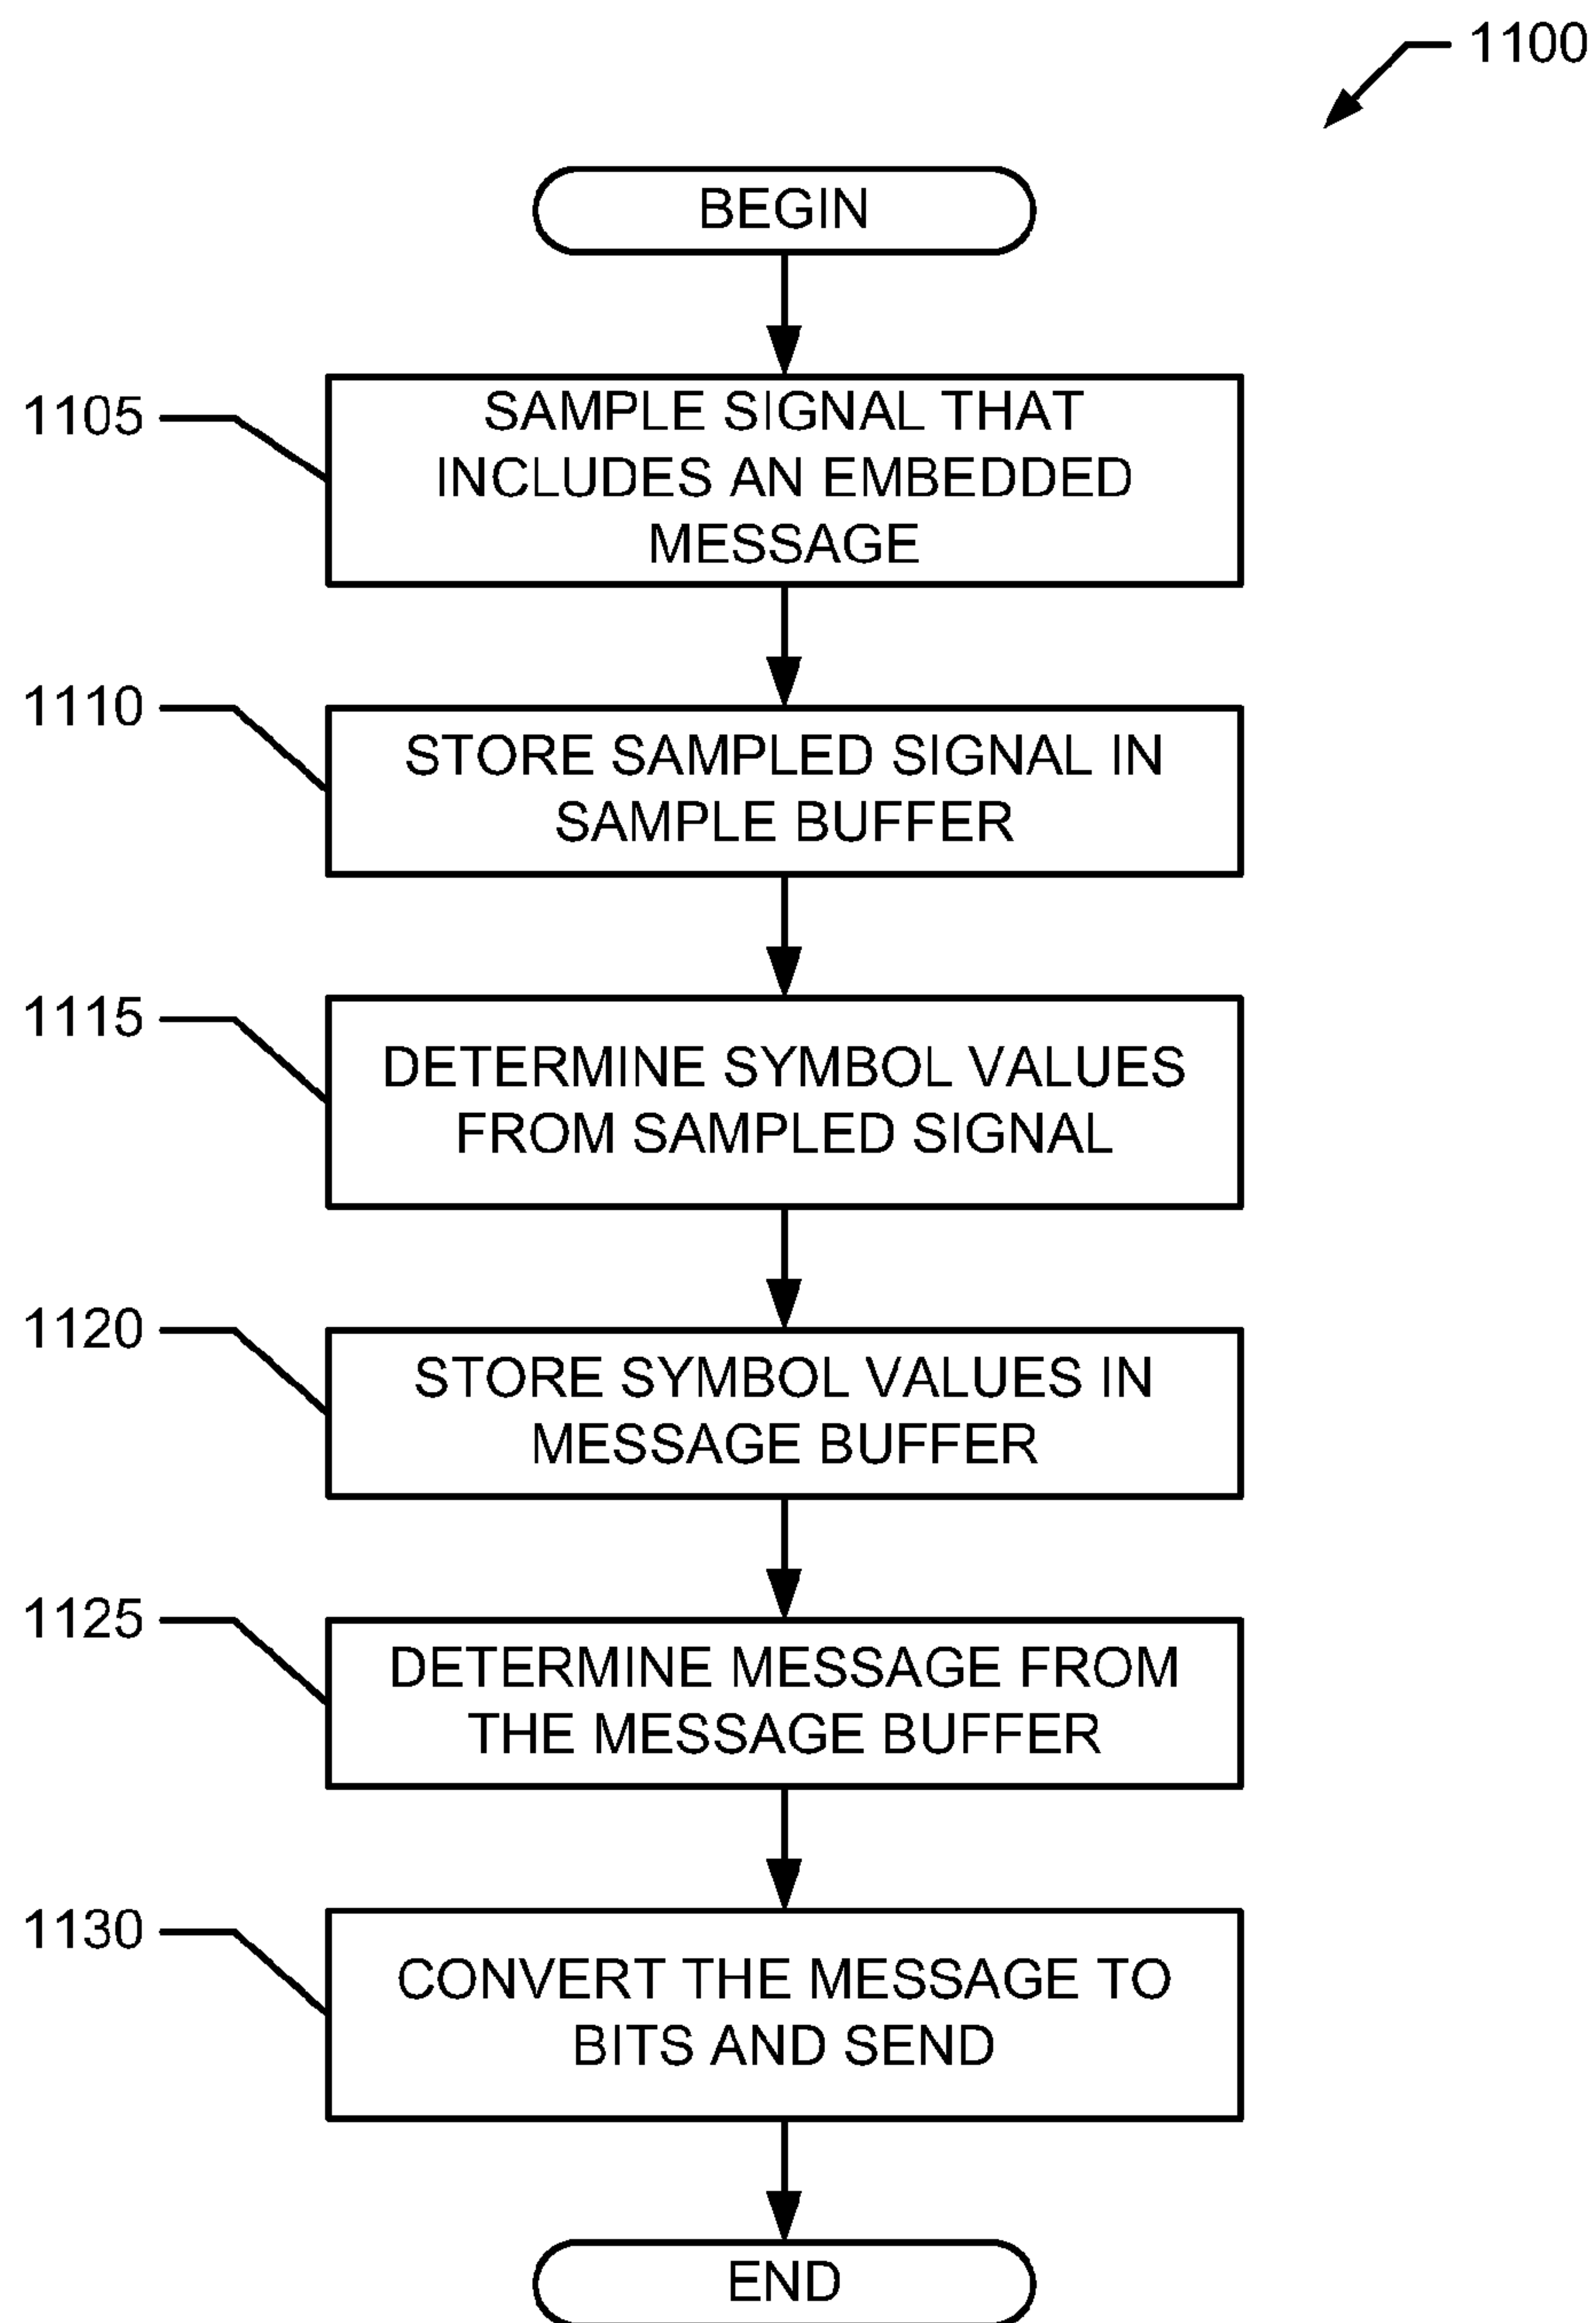 1100
BEGIN
1105
SAMPLE SIGNAL THAT
INCLUDES AN EMBEDDED
MESSAGE
1110
STORE SAMPLED SIGNAL IN
SAMPLE BUFFER
1115
DETERMINE SYMBOL VALUES
FROM SAMPLED SIGNAL
1120
STORE SYMBOL VALUES IN
MESSAGE BUFFER
1125
DETERMINE MESSAGE FROM
THE MESSAGE BUFFER
1130
CONVERT THE MESSAGE TO
BITS AND SEND
END